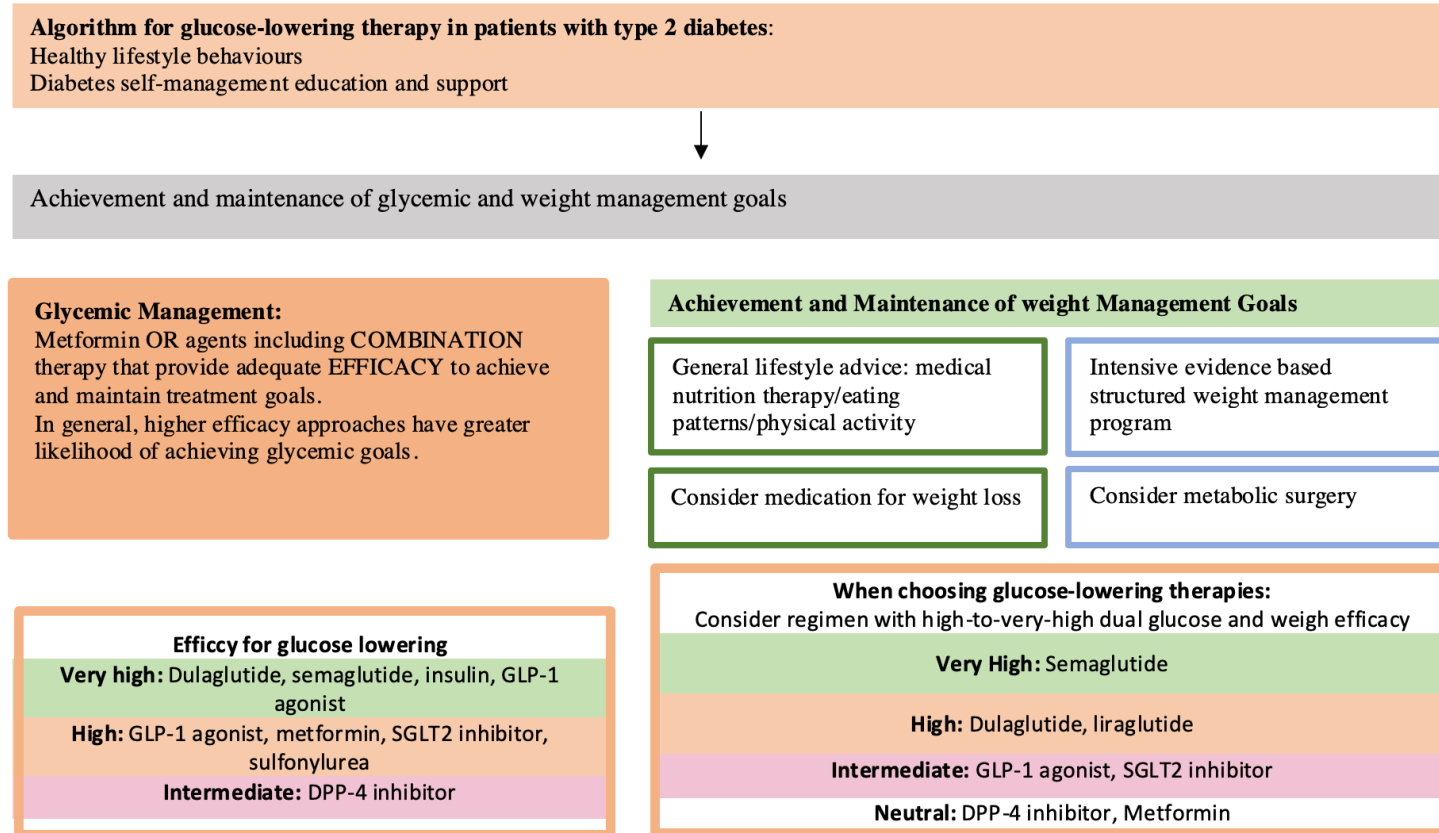 Algorithm for glucose-lowering therapy in patients with type 2 diabetes:
Healthy lifestyle behaviours
Diabetes self-management education and support
Achievement and maintenance of glycemic and weight management goals
Glycemic Management:
Metformin OR agents including COMBINATION
therapy that provide adequate EFFICACY to achieve
and maintain treatment goals.
In general, higher efficacy approaches have greater
likelihood of achieving glycemic goals.
Efficcy for glucose lowering
Very high: Dulaglutide, semaglutide, insulin, GLP-1
agonist
High: GLP-1 agonist, metformin, SGLT2 inhibitor,
sulfonylurea
Intermediate: DPP-4 inhibitor
Achievement and Maintenance of weight Management Goals
General lifestyle advice: medical
nutrition therapy/eating
patterns/physical activity
Intensive evidence based
structured weight management
program
Consider medication for weight loss
Consider metabolic surgery
When choosing glucose-lowering therapies:
Consider regimen with high-to-very-high dual glucose and weigh efficacy
Very High: Semaglutide
High: Dulaglutide, liraglutide
Intermediate: GLP-1 agonist, SGLT2 inhibitor
Neutral: DPP-4 inhibitor, Metformin